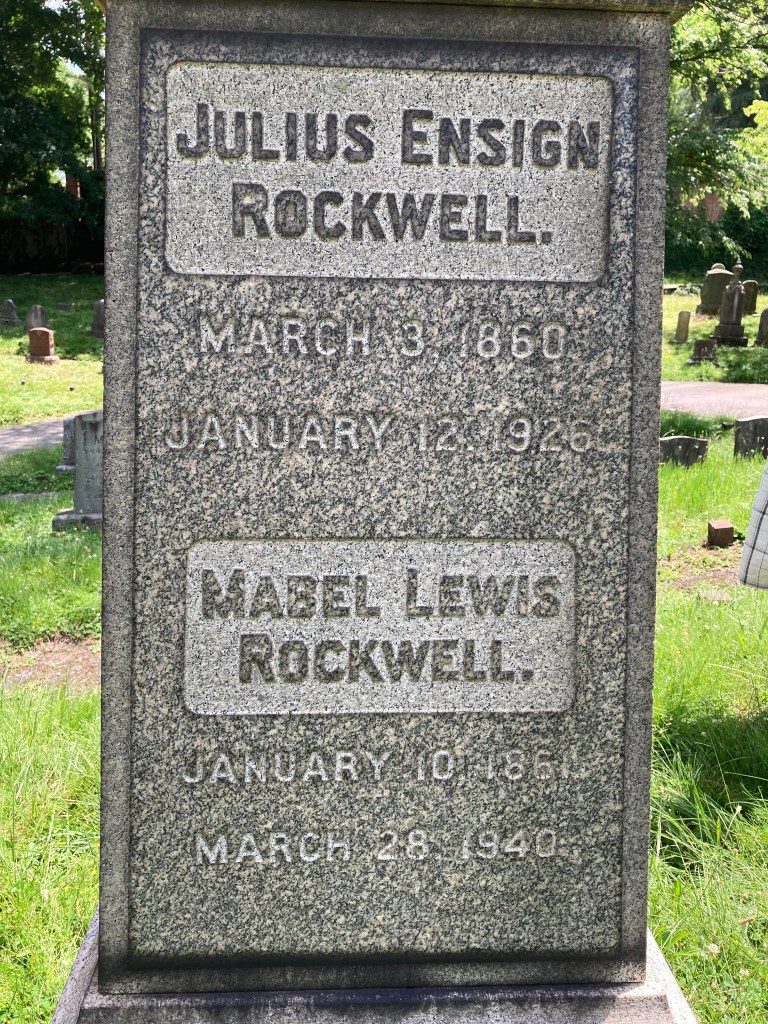 JULIUS ENSIGN
ROCKWELL.
MARCH 3, 1860
JANUARY 12, 1926
MABEL LEWIS
ROCKWELL.
JANUARY 10, 1861
MARCH 28, 1940